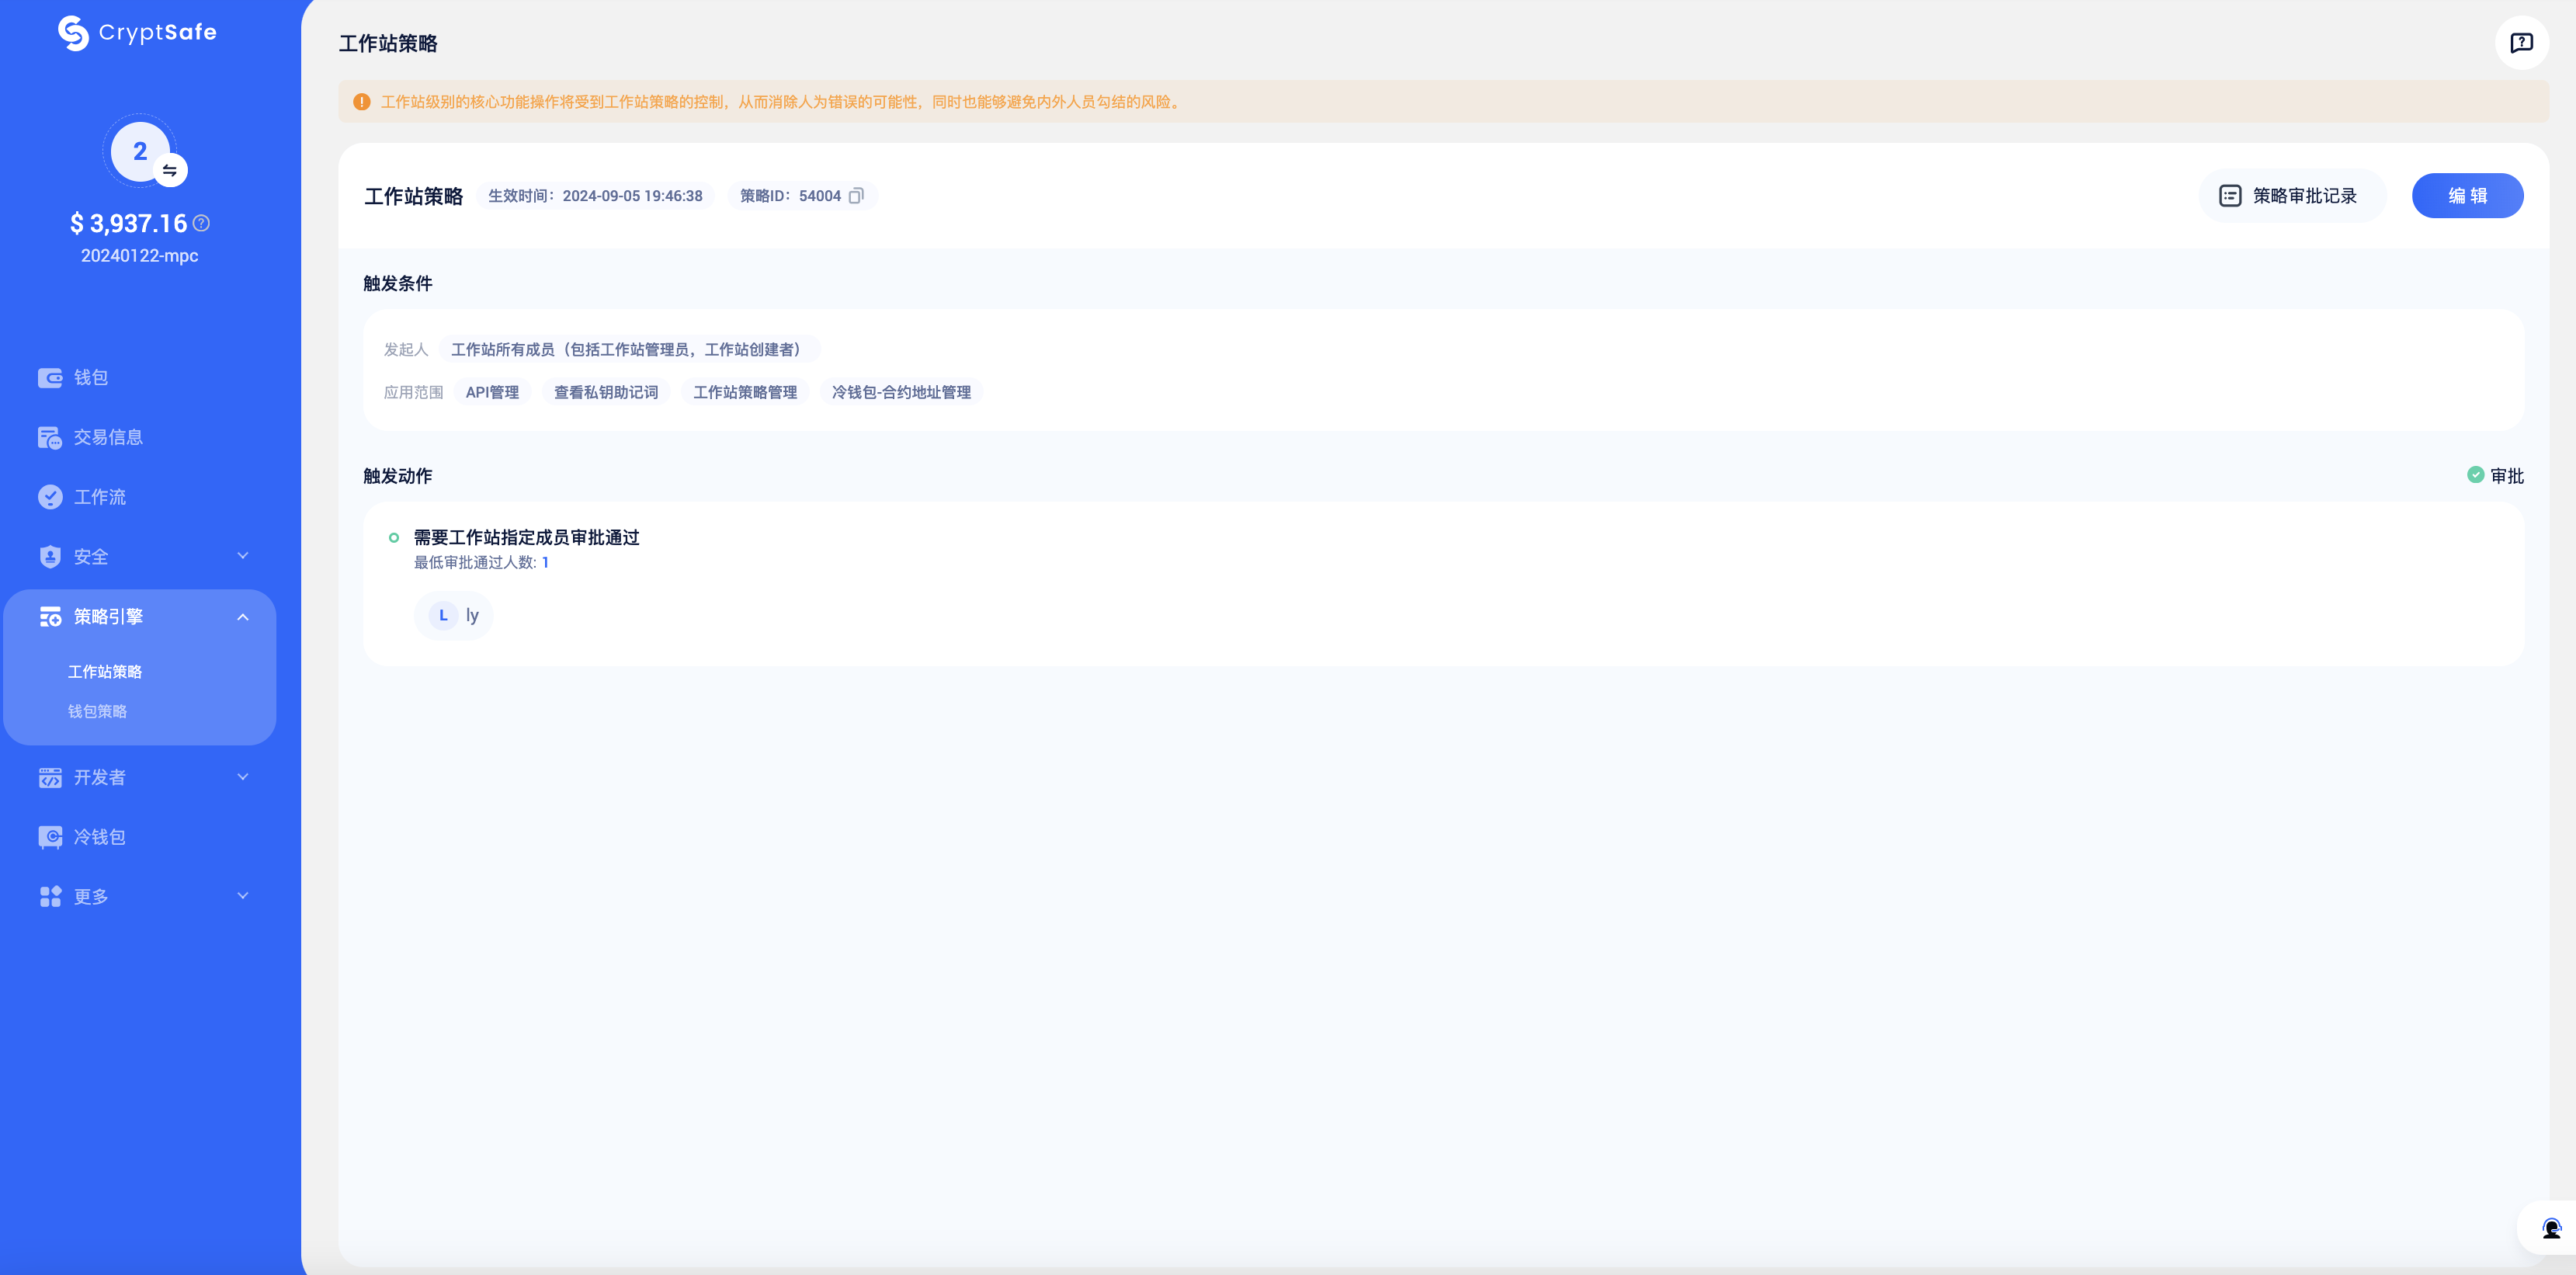 CryptSafe
2
$ 3,937.16
20240122-mpc
钱包
交易信息
工作流
安全
策略引擎
工作站策略
钱包策略
开发者
冷钱包
更多
工作站策略
工作站级别的核心功能操作将受到工作站策略的控制，从而消除人为错误的可能性，同时也能够避免内外人员勾结的风险。
工作站策略 生效时间：2024-09-05 19:46:38 策略ID：54004 策略审批记录 编 辑
触发条件
发起人 工作站所有成员（包括工作站管理员，工作站创建者）
应用范围 API管理 查看私钥助记词 工作站策略管理 冷钱包-合约地址管理
触发动作 审批
需要工作站指定成员审批通过
最低审批通过人数: 1
L ly